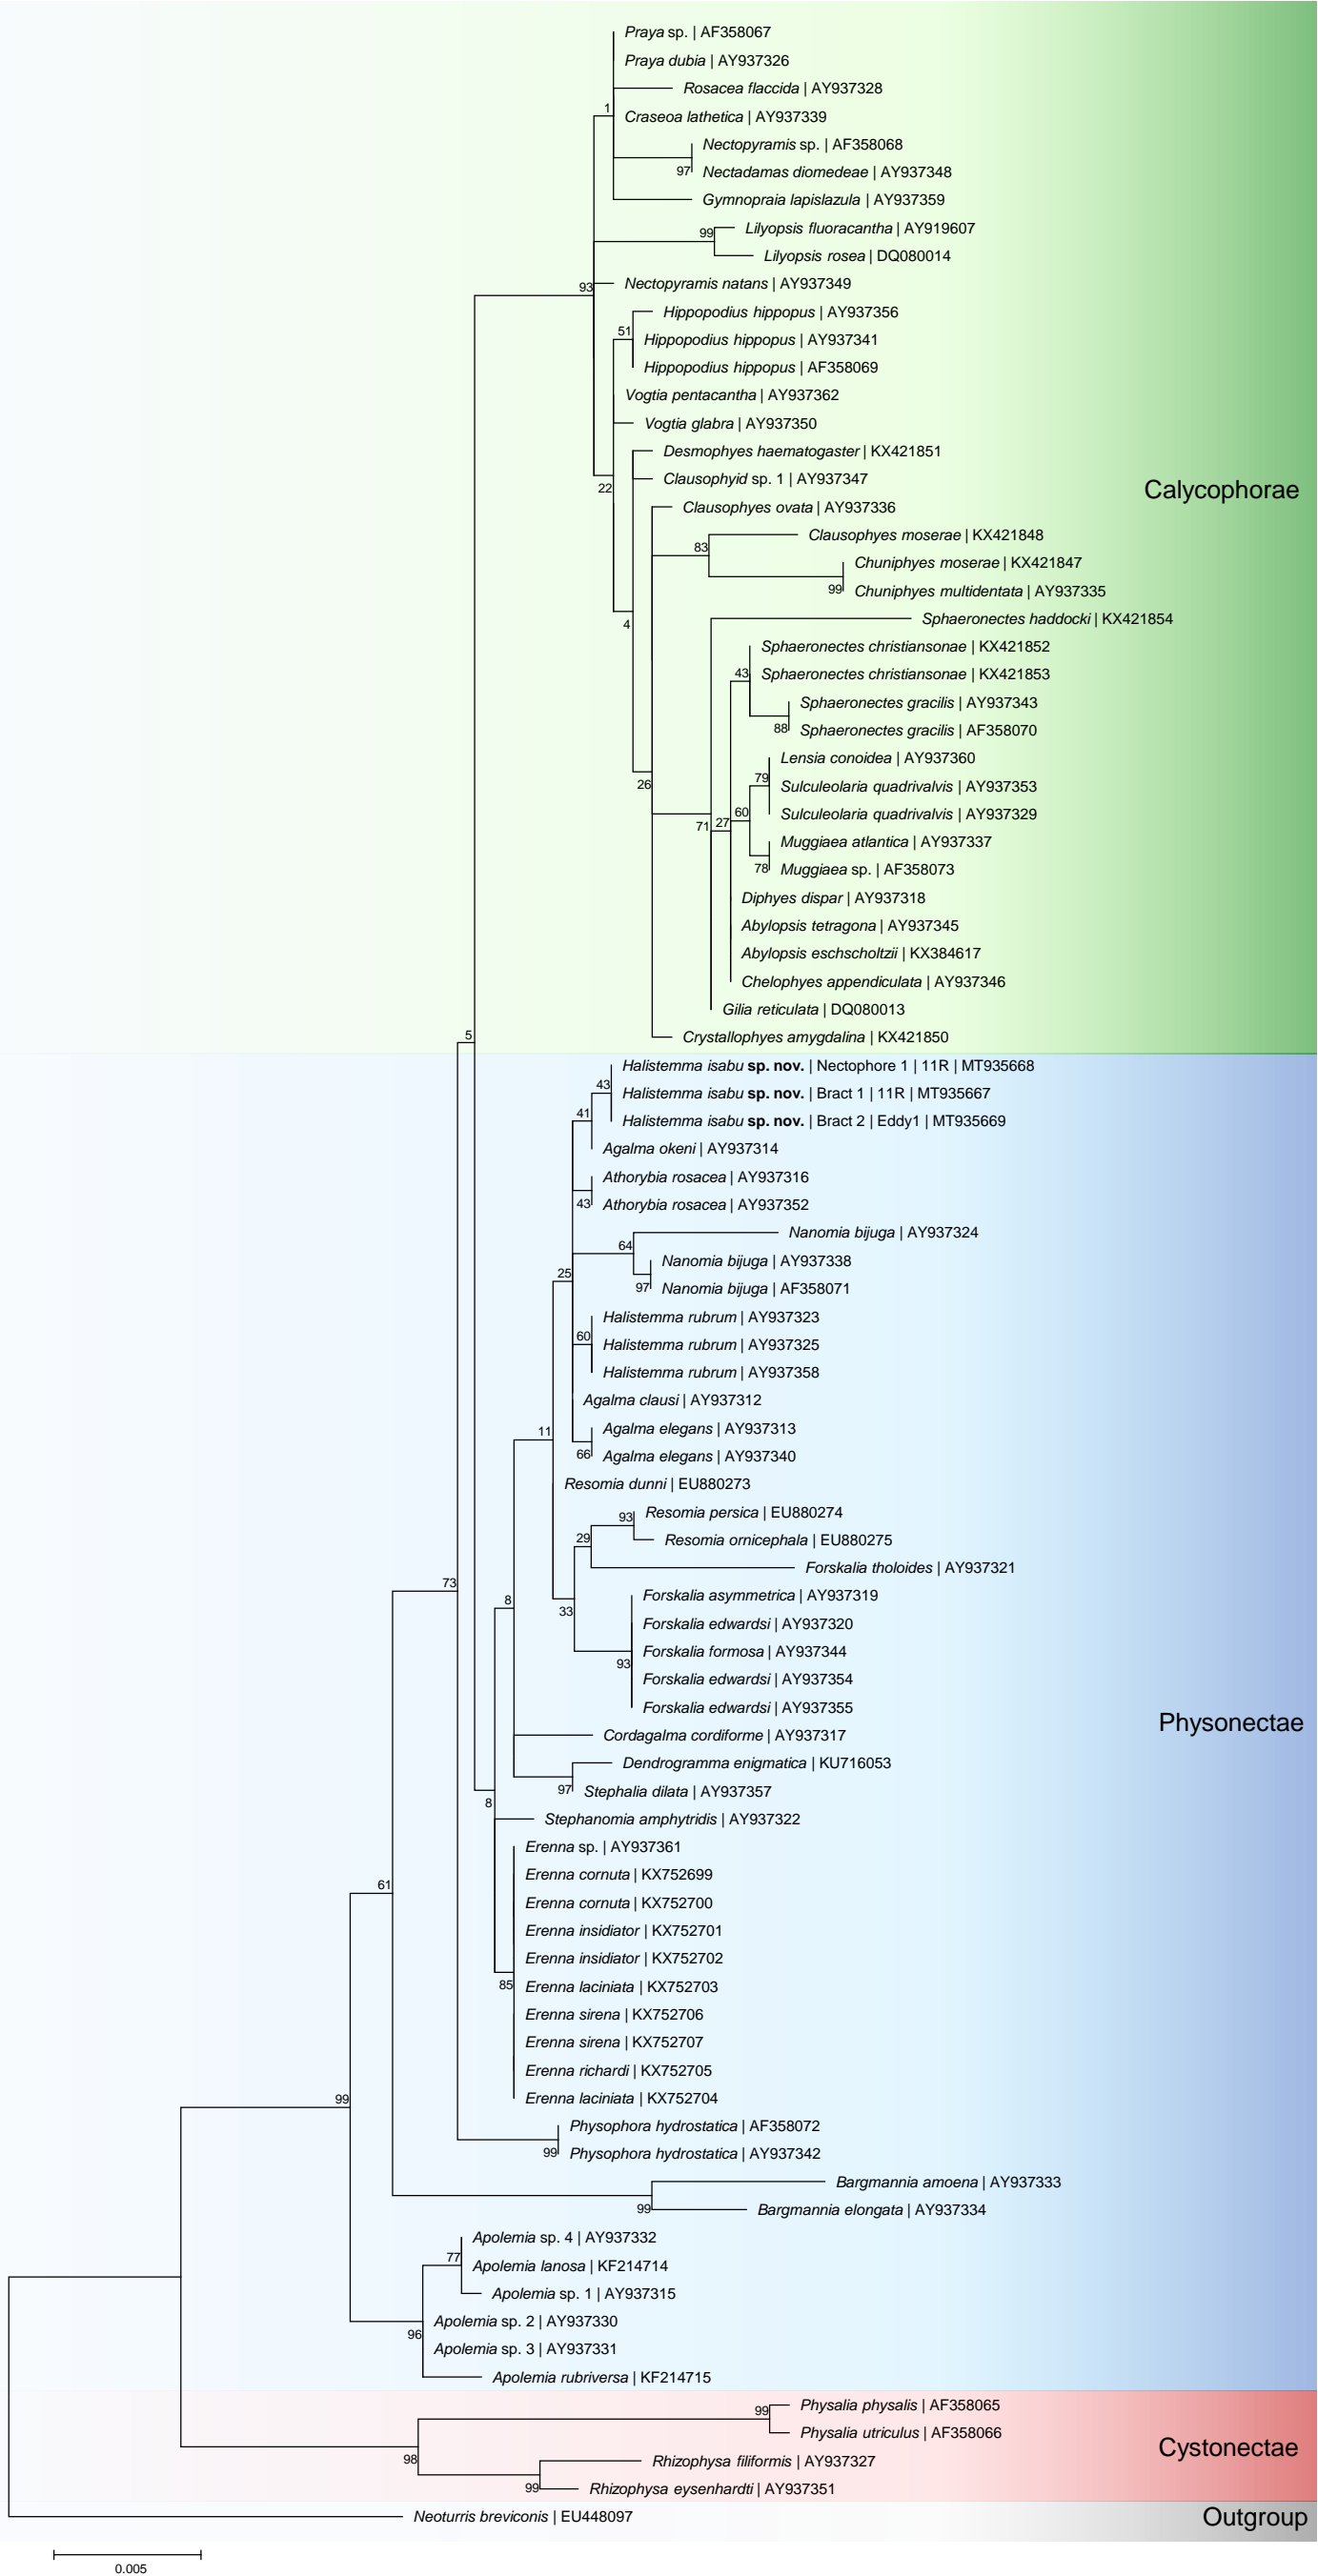 Praya sp. | AF358067
Praya dubia | AY937326
Rosacea flaccida | AY937328
1
Craseoa lathetica | AY937339
Nectopyramis sp. | AF358068
97
Nectadamas diomedeae | AY937348
Gymnopraia lapislazula | AY937359
Lilyopsis fluoracantha | AY919607
99
Lilyopsis rosea | DQ080014
93
Nectopyramis natans | AY937349
Hippopodius hippopus | AY937356
51
Hippopodius hippopus | AY937341
Hippopodius hippopus | AF358069
Vogtia pentacantha | AY937362
Vogtia glabra | AY937350
Desmophyes haematogaster | KX421851
Clausophyid sp. 1 | AY937347
22
Calycophorae
Clausophyes ovata | AY937336
Clausophyes moserae | KX421848
83
Chuniphyes moserae | KX421847
99
Chuniphyes multidentata | AY937335
4
Sphaeronectes haddocki | KX421854
Sphaeronectes christiansonae | KX421852
43
Sphaeronectes christiansonae | KX421853
Sphaeronectes gracilis | AY937343
88
Sphaeronectes gracilis | AF358070
Lensia conoidea | AY937360
79
26
Sulculeolaria quadrivalvis | AY937353
60
Sulculeolaria quadrivalvis | AY937329
71
27
Muggiaea atlantica | AY937337
78
Muggiaea sp. | AF358073
Diphyes dispar | AY937318
Abylopsis tetragona | AY937345
Abylopsis eschscholtzii | KX384617
Chelophyes appendiculata | AY937346
Gilia reticulata | DQ080013
5
Crystallophyes amygdalina | KX421850
Halistemma isabu sp. nov. | Nectophore 1 | 11R | MT935668
43
Halistemma isabu sp. nov. | Bract 1 | 11R | MT935667
41
Halistemma isabu sp. nov. | Bract 2 | Eddy1 | MT935669
Agalma okeni | AY937314
Athorybia rosacea | AY937316
43
Athorybia rosacea | AY937352
Nanomia bijuga | AY937324
64
Nanomia bijuga | AY937338
25
97
Nanomia bijuga | AF358071
Halistemma rubrum | AY937323
60
Halistemma rubrum | AY937325
Halistemma rubrum | AY937358
Agalma clausi | AY937312
11
Agalma elegans | AY937313
66
Agalma elegans | AY937340
Resomia dunni | EU880273
93
Resomia persica | EU880274
29
Resomia ornicephala | EU880275
Forskalia tholoides | AY937321
73
8
33
Forskalia asymmetrica | AY937319
Forskalia edwardsi | AY937320
Forskalia formosa | AY937344
93
Forskalia edwardsi | AY937354
Forskalia edwardsi | AY937355
Physonectae
Cordagalma cordiforme | AY937317
Dendrogramma enigmatica | KU716053
97
Stephalia dilata | AY937357
8
Stephanomia amphytridis | AY937322
Erenna sp. | AY937361
61
Erenna cornuta | KX752699
Erenna cornuta | KX752700
Erenna insidiator | KX752701
Erenna insidiator | KX752702
85
Erenna laciniata | KX752703
Erenna sirena | KX752706
Erenna sirena | KX752707
Erenna richardi | KX752705
99
Erenna laciniata | KX752704
Physophora hydrostatica | AF358072
99
Physophora hydrostatica | AY937342
Bargmannia amoena | AY937333
99
Bargmannia elongata | AY937334
Apolemia sp. 4 | AY937332
77
Apolemia lanosa | KF214714
Apolemia sp. 1 | AY937315
Apolemia sp. 2 | AY937330
96
Apolemia sp. 3 | AY937331
Apolemia rubriversa | KF214715
Physalia physalis | AF358065
99
Physalia utriculus | AF358066
Cystonectae
98
Rhizophysa filiformis | AY937327
99
Rhizophysa eysenhardti | AY937351
Neoturris breviconis | EU448097
Outgroup
0.005